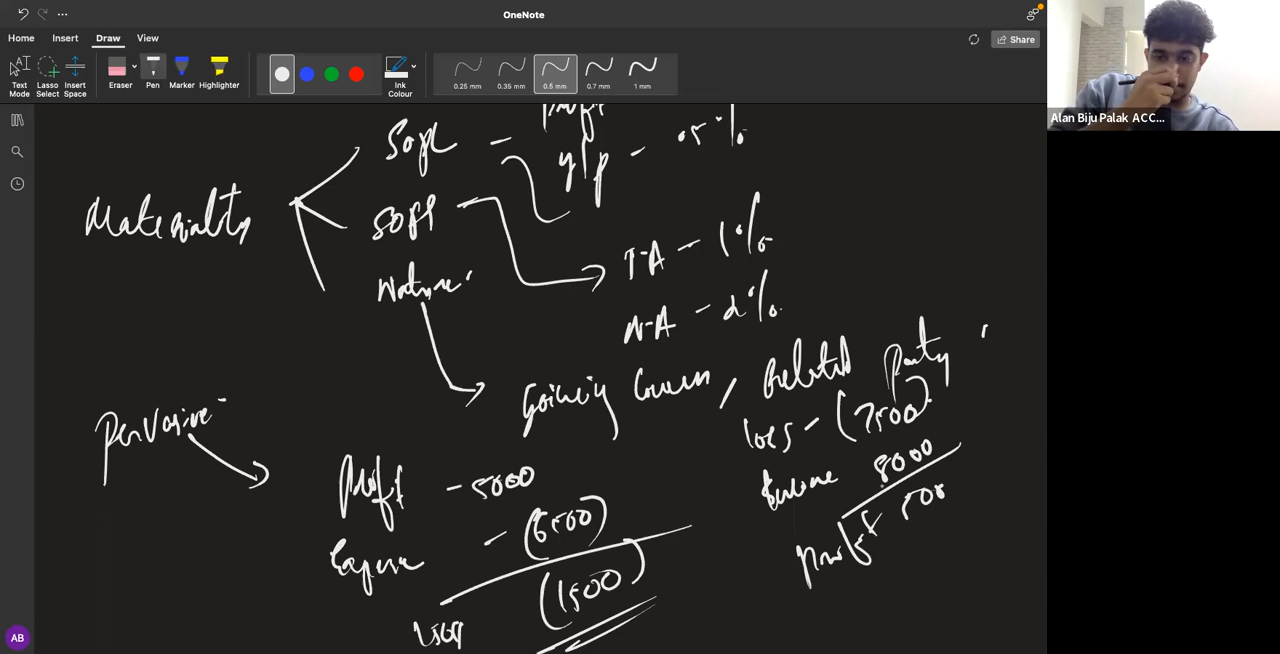 OneNote
Home Insert Draw View
Share
Text Mode
Lasso Select
Insert Space
Eraser
Pen
Marker
Highlighter
Ink Colour
0.25 mm
0.35 mm
0.5 mm
0.7 mm
1 mm
Alan Biju Palak ACC...
Profit
SOPL - y/p - 0.5%
Materiality
SOFP
T-A - 1%
Nature
N-A - 2%
Going Concern, Related Party
Pervasive
loss - (7500)
Profit - 5000
Income 8000
Expense - (6500)
Profit 500
loss (1500)
AB